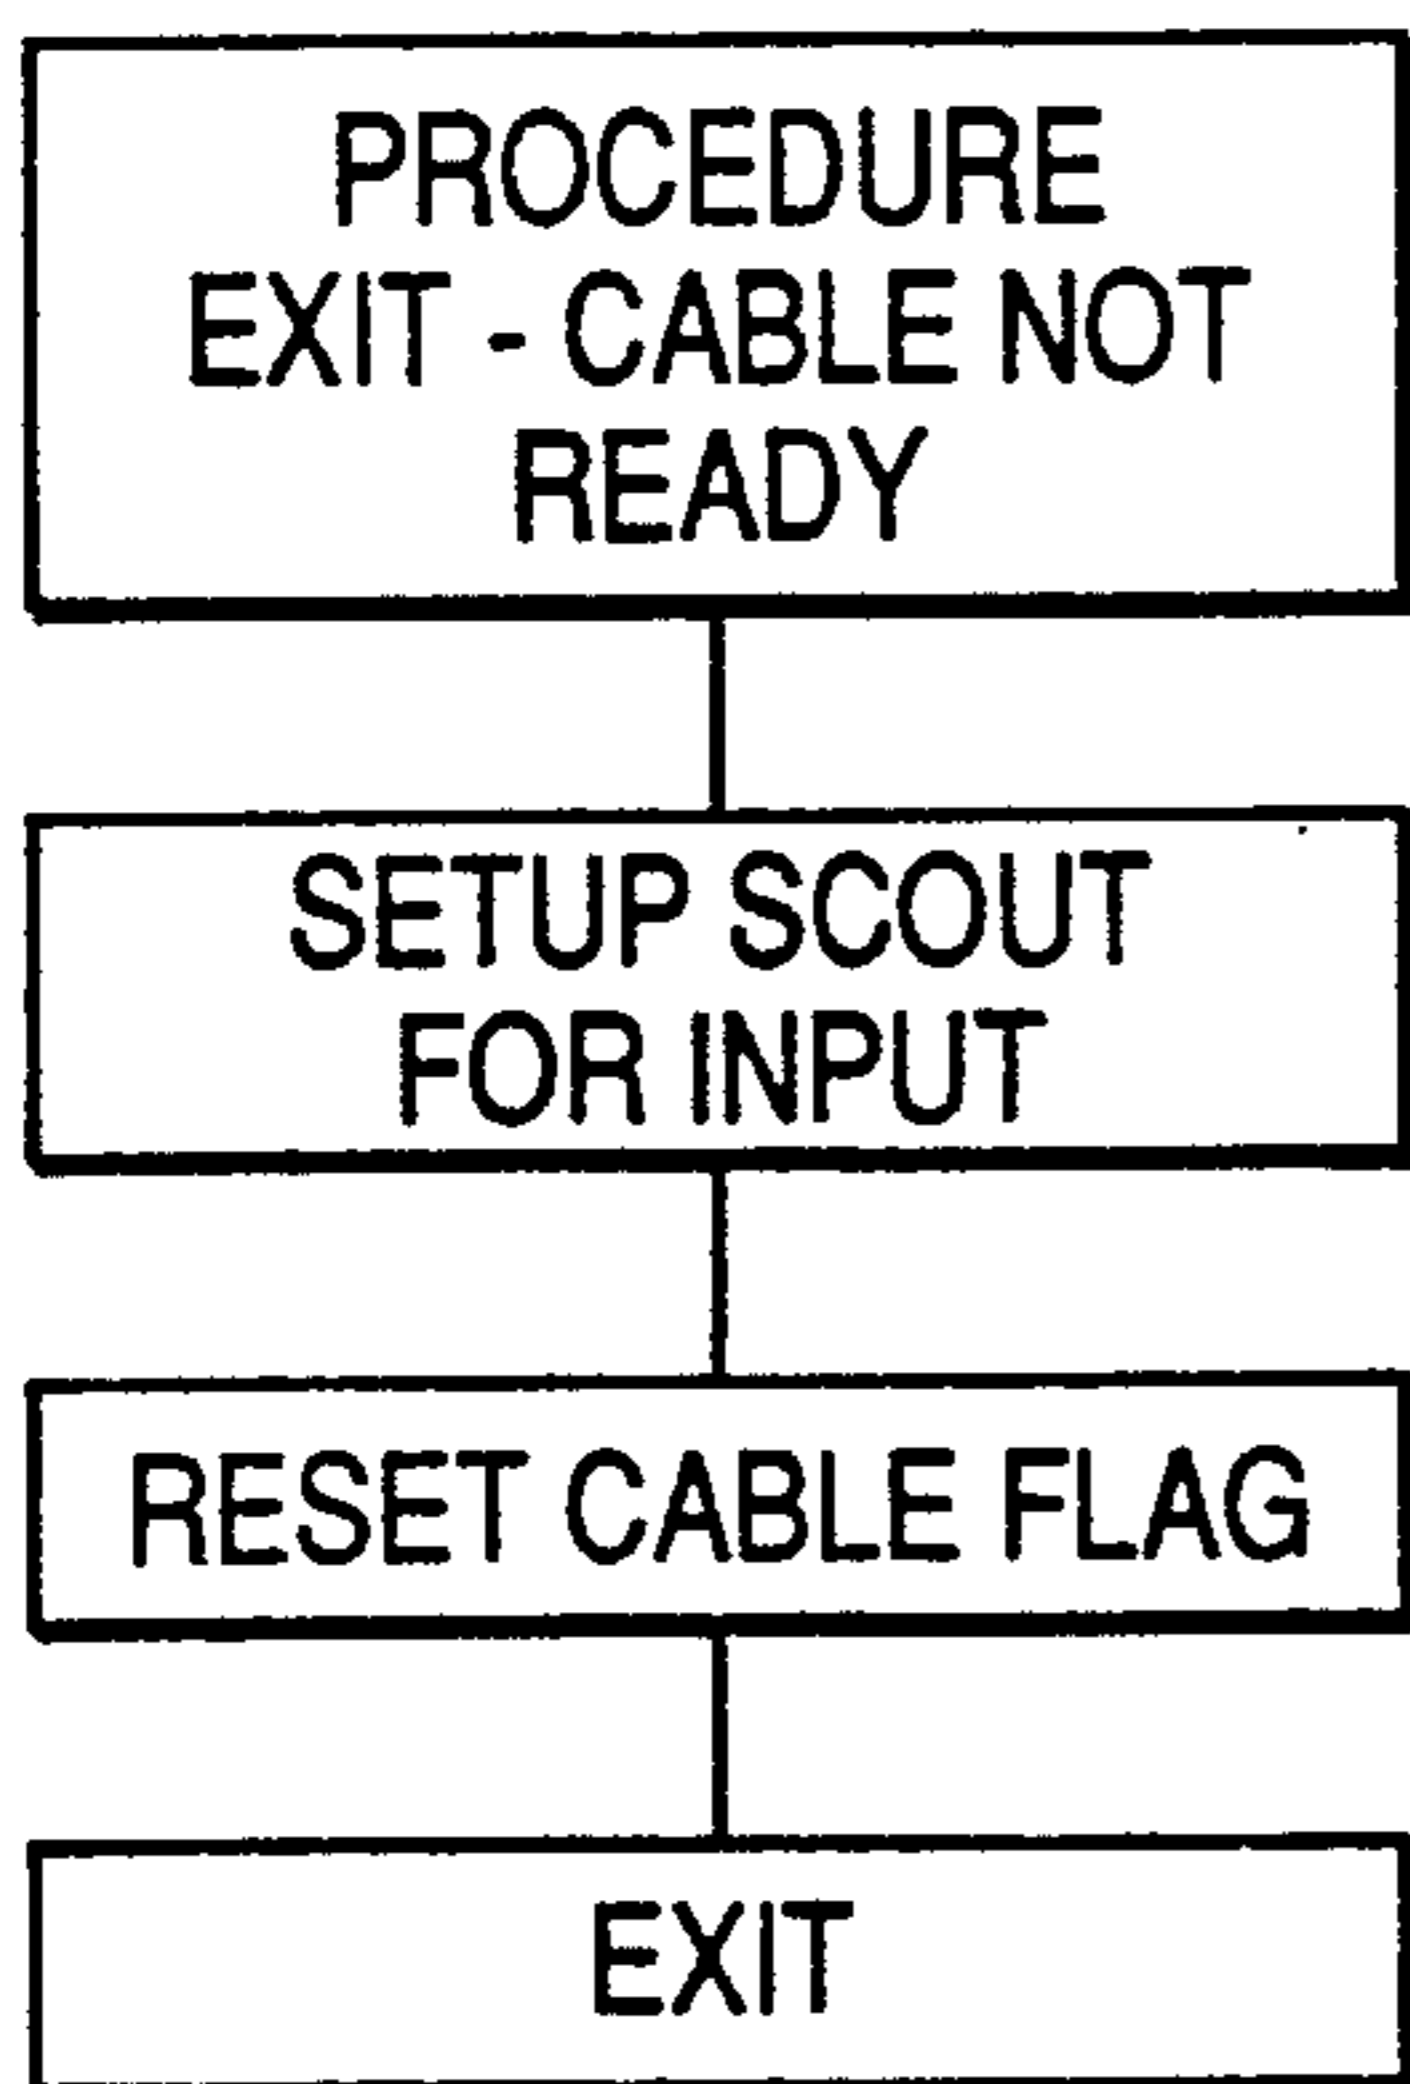 PROCEDURE
EXIT - CABLE NOT
READY
SETUP SCOUT
FOR INPUT
RESET CABLE FLAG
EXIT